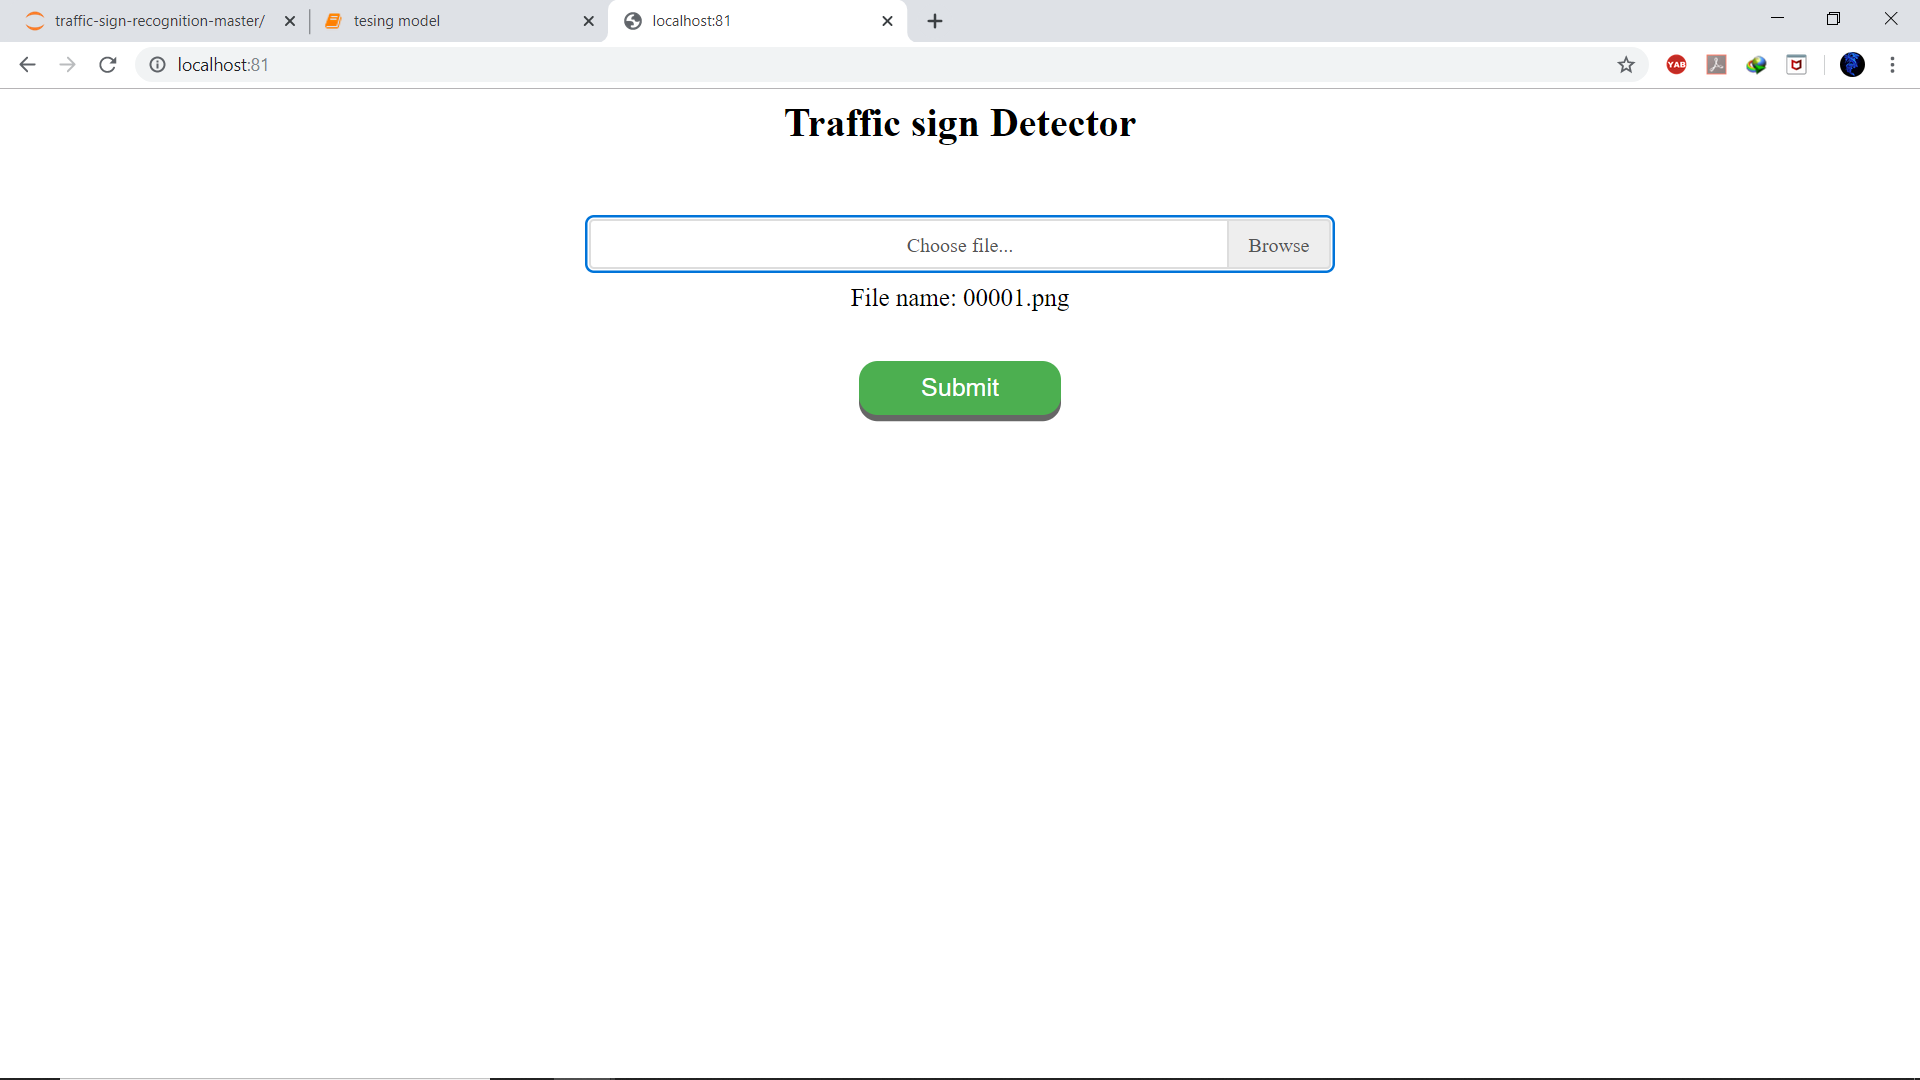 traffic-sign-recognition-master/
tesing model
localhost:81
localhost:81
YAB
Traffic sign Detector
Choose file...
Browse
File name: 00001.png
Submit